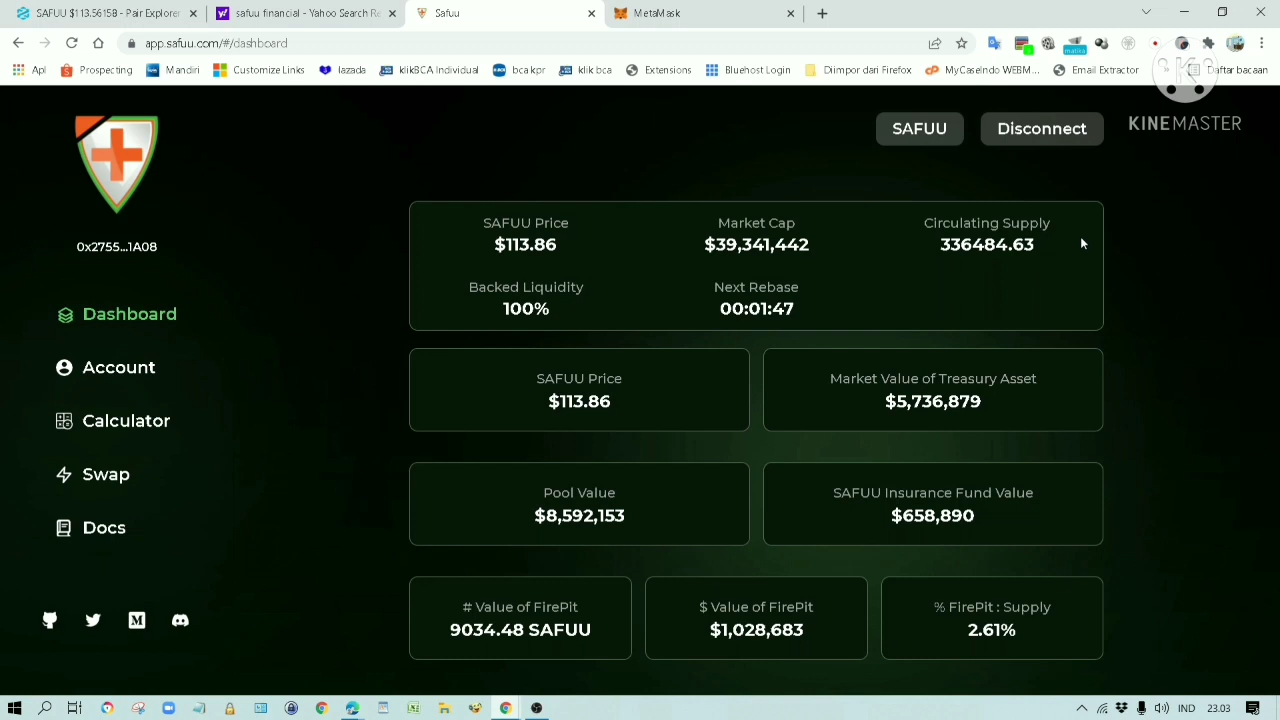 SAFUU $113.5615B - Pair Explorer
safuu financial - Yahoo Search Re
Safuu
MetaMask
app.safuu.com/#/dashboard
matika
Apl
Prospecting
Mandiri
Customize Links
lazada
klikBCA Individual
bca kpr
klik bca
Extensions
Bluehost Login
Diimpor dari Firefox
MyCaseIndo WEBM...
Email Extractor
Daftar bacaan
K
KINEMASTER
SAFUU
Disconnect
0x2755...1A08
Dashboard
Account
Calculator
Swap
Docs
SAFUU Price
$113.86
Market Cap
$39,341,442
Circulating Supply
336484.63
Backed Liquidity
100%
Next Rebase
00:01:47
SAFUU Price
$113.86
Market Value of Treasury Asset
$5,736,879
Pool Value
$8,592,153
SAFUU Insurance Fund Value
$658,890
# Value of FirePit
9034.48 SAFUU
$ Value of FirePit
$1,028,683
% FirePit : Supply
2.61%
IND
23.03